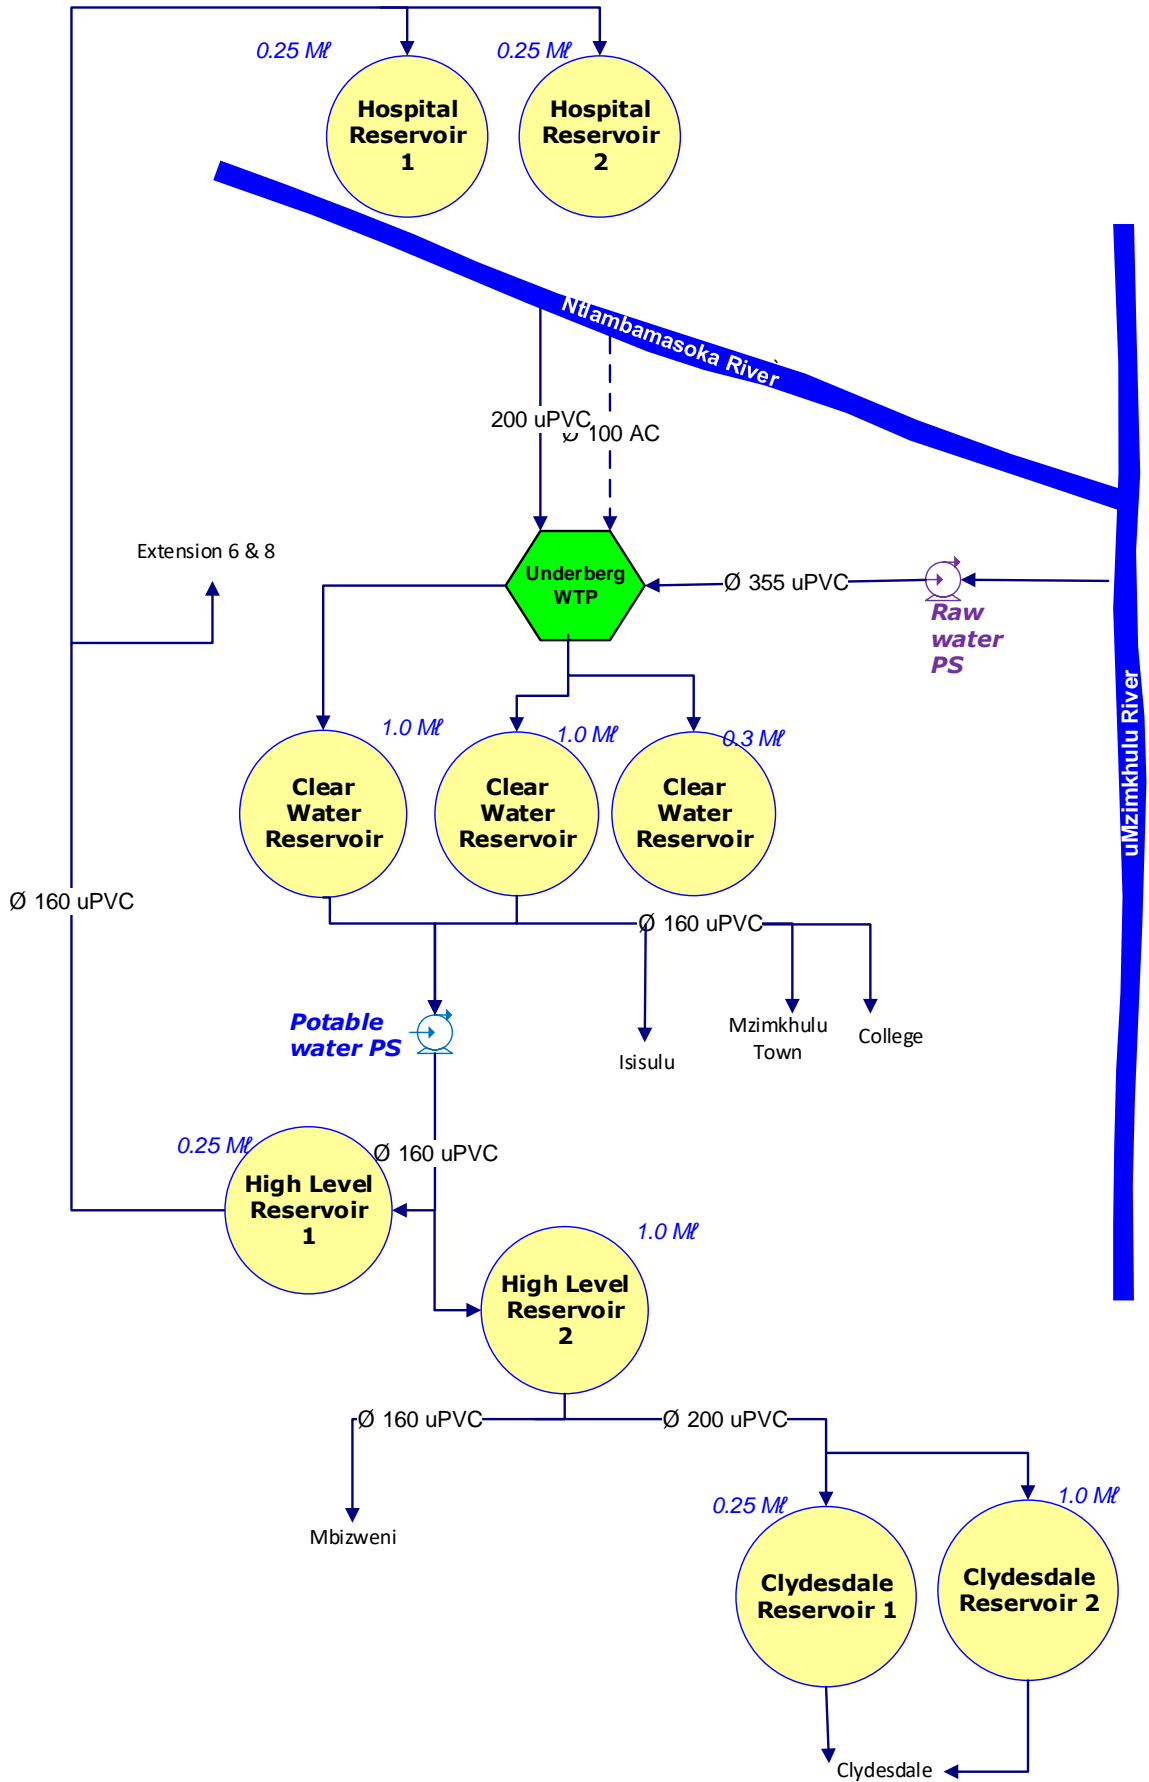 0.25 Mℓ
0.25 Mℓ
Hospital
Reservoir
1
Hospital
Reservoir
2
Ntlambamasoka River
200 uPVC
Ø 100 AC
Extension 6 & 8
Underberg
WTP
Ø 355 uPVC
Raw
water
PS
uMzimkhulu River
1.0 Mℓ
1.0 Mℓ
0.3 Mℓ
Clear
Water
Reservoir
Clear
Water
Reservoir
Clear
Water
Reservoir
Ø 160 uPVC
Ø 160 uPVC
Potable
water PS
Isisulu
Mzimkhulu
Town
College
0.25 Mℓ
Ø 160 uPVC
High Level
Reservoir
1
1.0 Mℓ
High Level
Reservoir
2
Ø 160 uPVC
Ø 200 uPVC
Mbizweni
0.25 Mℓ
1.0 Mℓ
Clydesdale
Reservoir 1
Clydesdale
Reservoir 2
Clydesdale